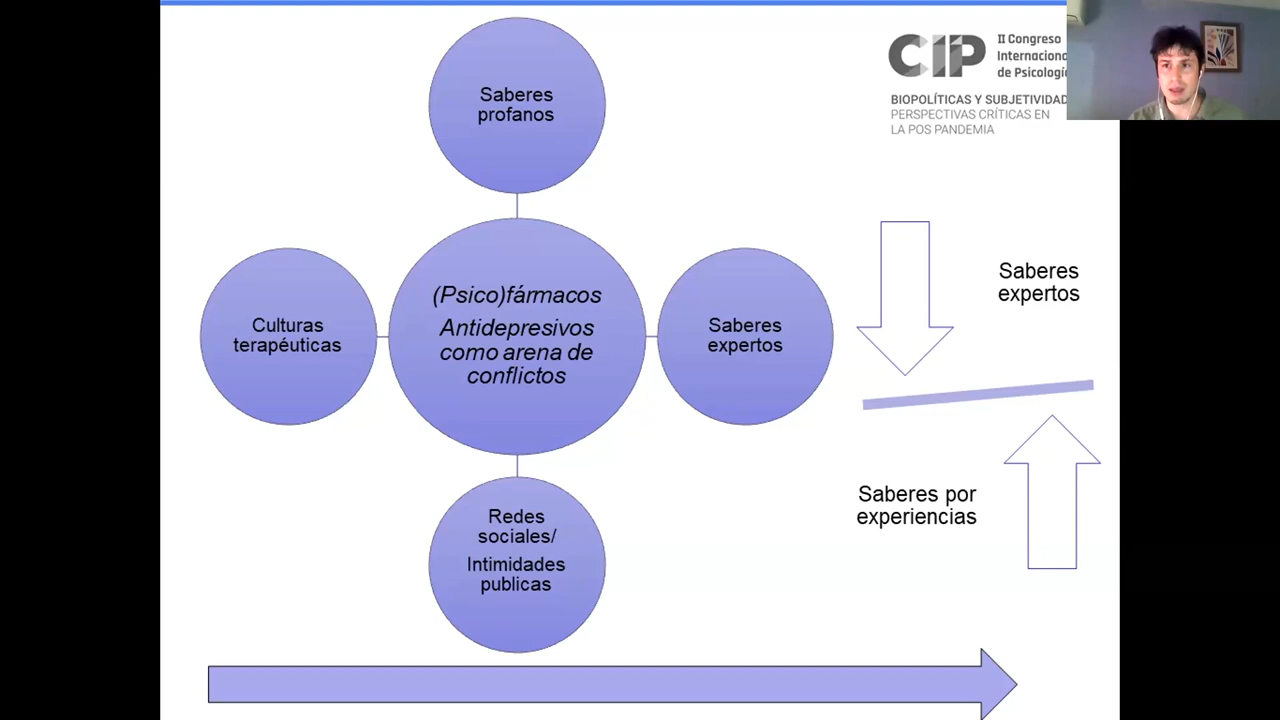 Saberes
profanos
CIP
II Congreso
Internaciona
de Psicologí
BIOPOLÍTICAS Y SUBJETIVIDAD
PERSPECTIVAS CRÍTICAS EN
LA POS PANDEMIA
Culturas
terapéuticas
(Psico)fármacos
Antidepresivos
como arena de
conflictos
Saberes
expertos
Saberes
expertos
Redes
sociales/
Intimidades
publicas
Saberes por
experiencias